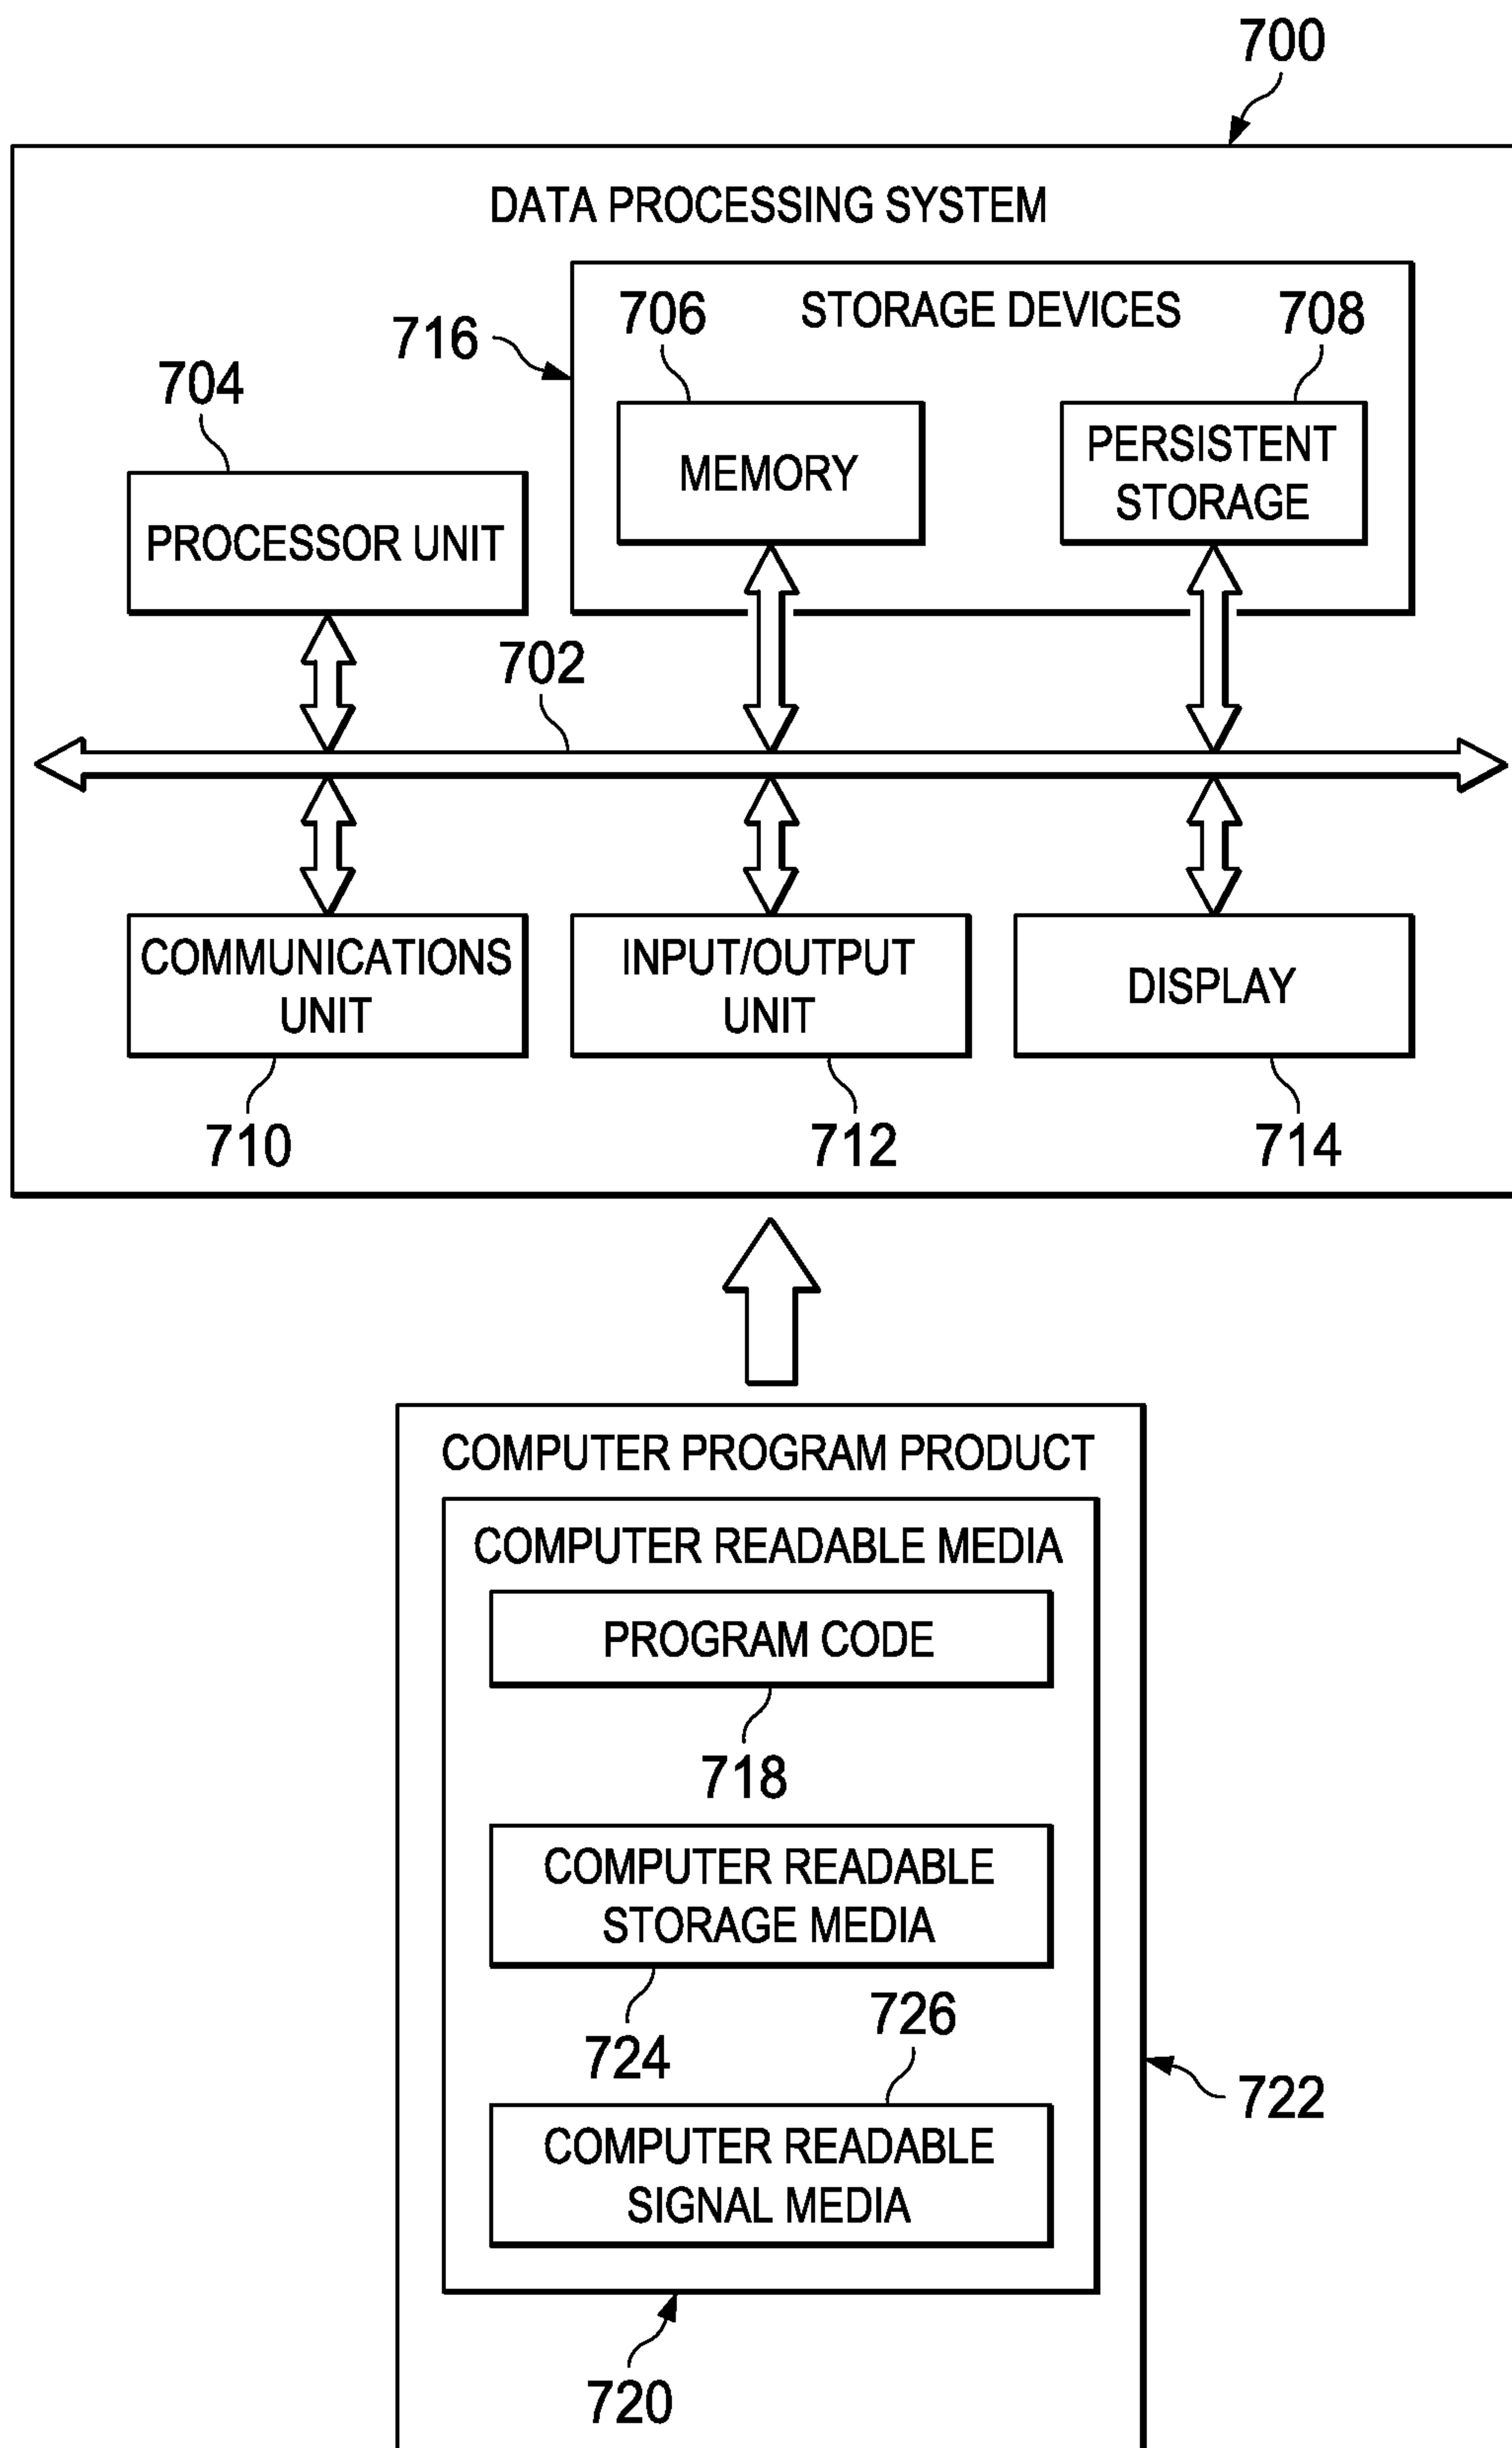 700
DATA PROCESSING SYSTEM
706
STORAGE DEVICES
708
716
704
MEMORY
PERSISTENT
STORAGE
PROCESSOR UNIT
702
COMMUNICATIONS
UNIT
INPUT/OUTPUT
UNIT
DISPLAY
710
712
714
COMPUTER PROGRAM PRODUCT
COMPUTER READABLE MEDIA
PROGRAM CODE
718
COMPUTER READABLE
STORAGE MEDIA
724
726
722
COMPUTER READABLE
SIGNAL MEDIA
720